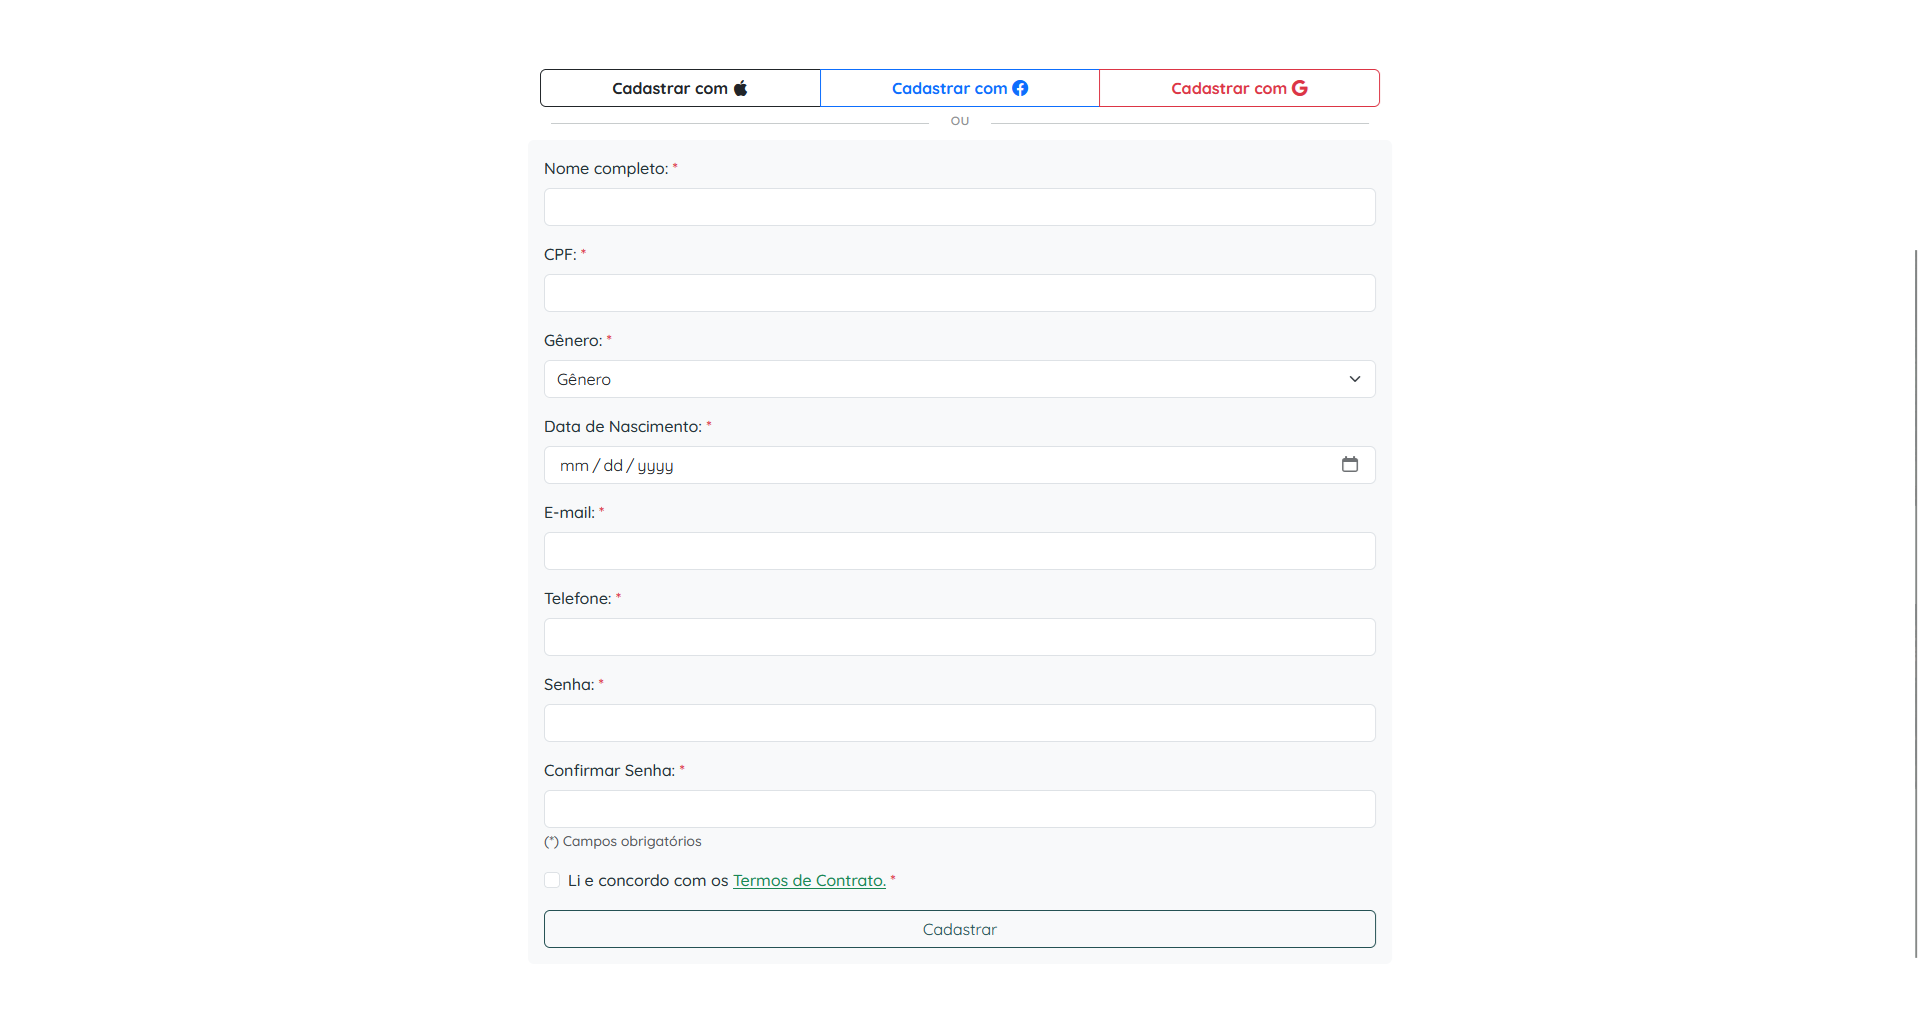 Cadastrar com Cadastrar com Cadastrar com
OU
Nome completo: *
CPF: *
Gênero: *
Gênero
Data de Nascimento: *
mm/dd/yyyy
E-mail: *
Telefone: *
Senha: *
Confirmar Senha: *
(*) Campos obrigatórios
Li e concordo com os Termos de Contrato. *
Cadastrar